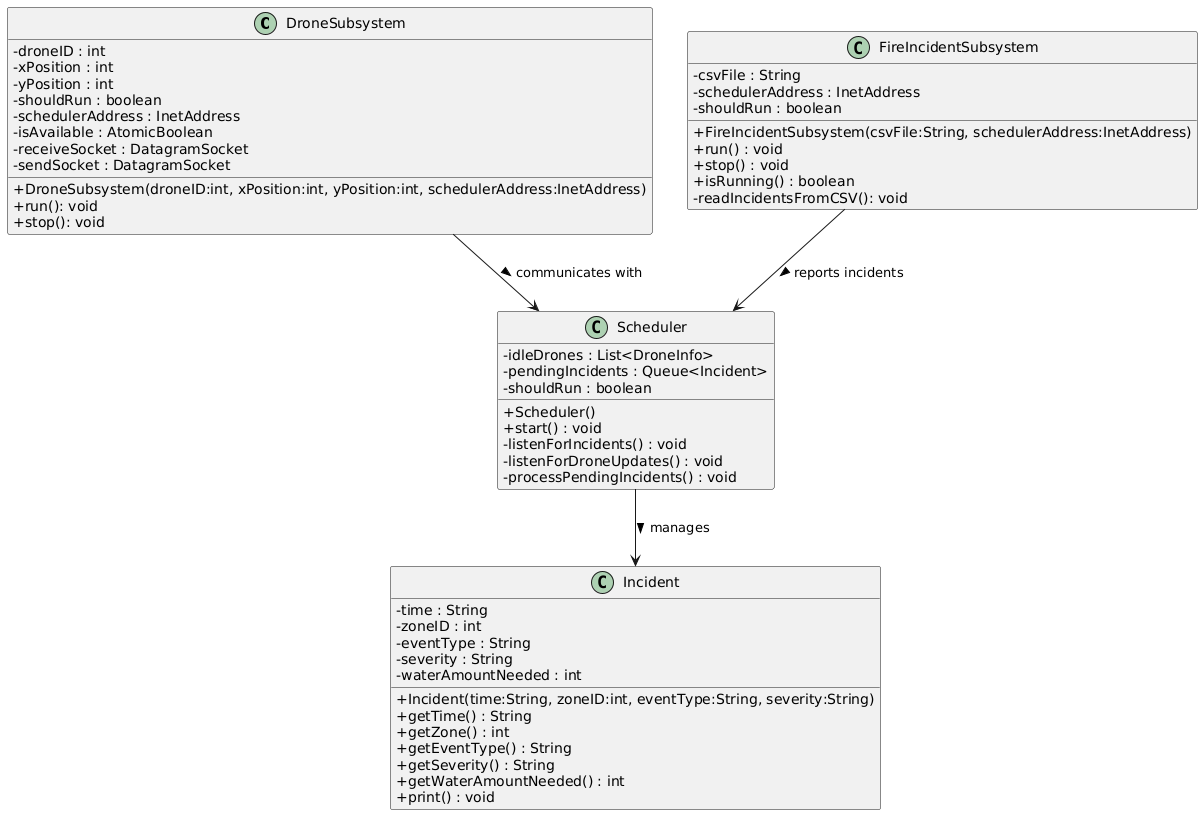 C DroneSubsystem
-droneID : int
-xPosition : int
-yPosition : int
-shouldRun : boolean
-schedulerAddress : InetAddress
-isAvailable : AtomicBoolean
-receiveSocket : DatagramSocket
-sendSocket : DatagramSocket
+DroneSubsystem(droneID:int, xPosition:int, yPosition:int, schedulerAddress:InetAddress)
+run(): void
+stop(): void
C FireIncidentSubsystem
-csvFile : String
-schedulerAddress : InetAddress
-shouldRun : boolean
+FireIncidentSubsystem(csvFile:String, schedulerAddress:InetAddress)
+run() : void
+stop() : void
+isRunning() : boolean
-readIncidentsFromCSV(): void
communicates with
reports incidents
C Scheduler
-idleDrones : List<DroneInfo>
-pendingIncidents : Queue<Incident>
-shouldRun : boolean
+Scheduler()
+start() : void
-listenForIncidents() : void
-listenForDroneUpdates() : void
-processPendingIncidents() : void
manages
C Incident
-time : String
-zoneID : int
-eventType : String
-severity : String
-waterAmountNeeded : int
+Incident(time:String, zoneID:int, eventType:String, severity:String)
+getTime() : String
+getZone() : int
+getEventType() : String
+getSeverity() : String
+getWaterAmountNeeded() : int
+print() : void